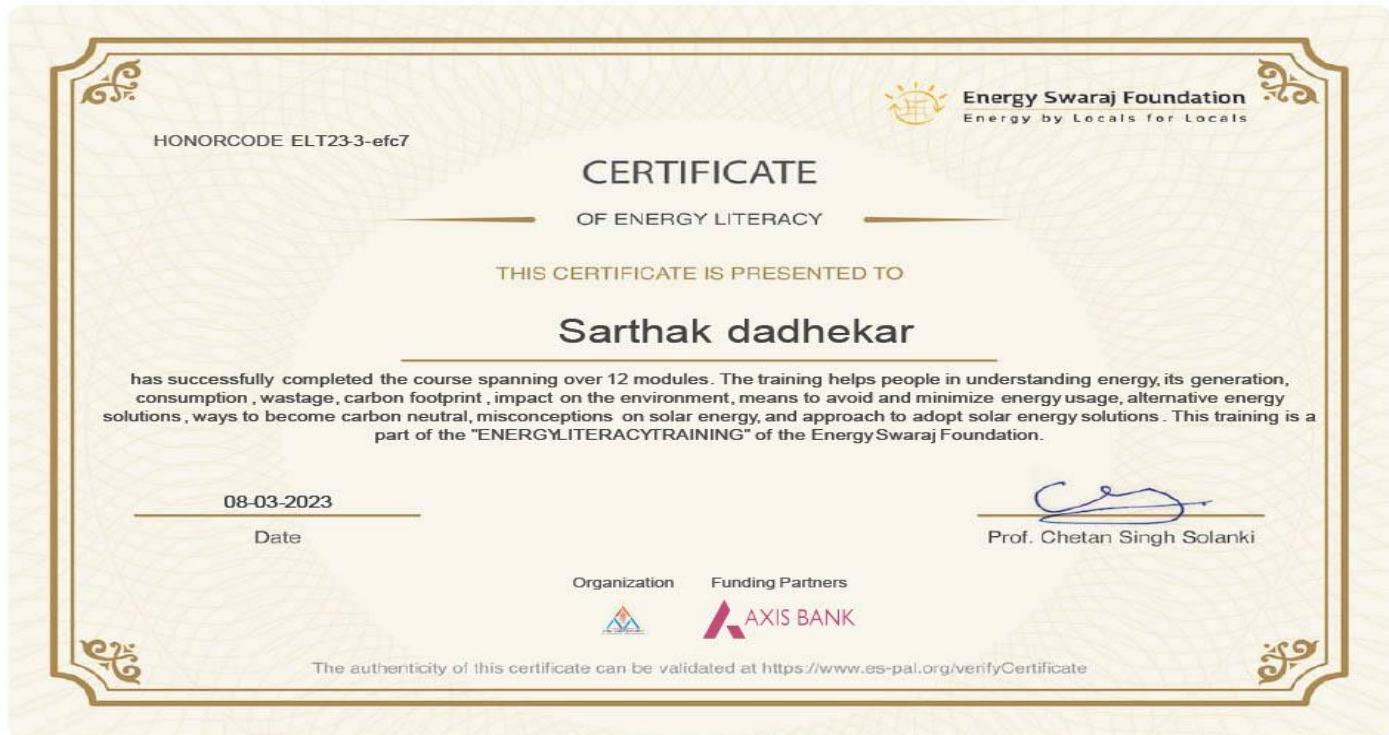 Energy Swaraj Foundation
Energy by Locals for Locals
HONORCODE ELT23-3-efc7
CERTIFICATE
OF ENERGY LITERACY
THIS CERTIFICATE IS PRESENTED TO
Sarthak dadhekar
has successfully completed the course spanning over 12 modules. The training helps people in understanding energy, its generation,
consumption , wastage, carbon footprint , impact on the environment, means to avoid and minimize energy usage, alternative energy
solutions , ways to become carbon neutral, misconceptions on solar energy, and approach to adopt solar energy solutions . This training is a
part of the "ENERGYLITERACYTRAINING" of the Energy Swaraj Foundation.
08-03-2023
Date
Prof. Chetan Singh Solanki
Organization Funding Partners
AXIS BANK
The authenticity of this certificate can be validated at https://www.es-pal.org/verifyCertificate